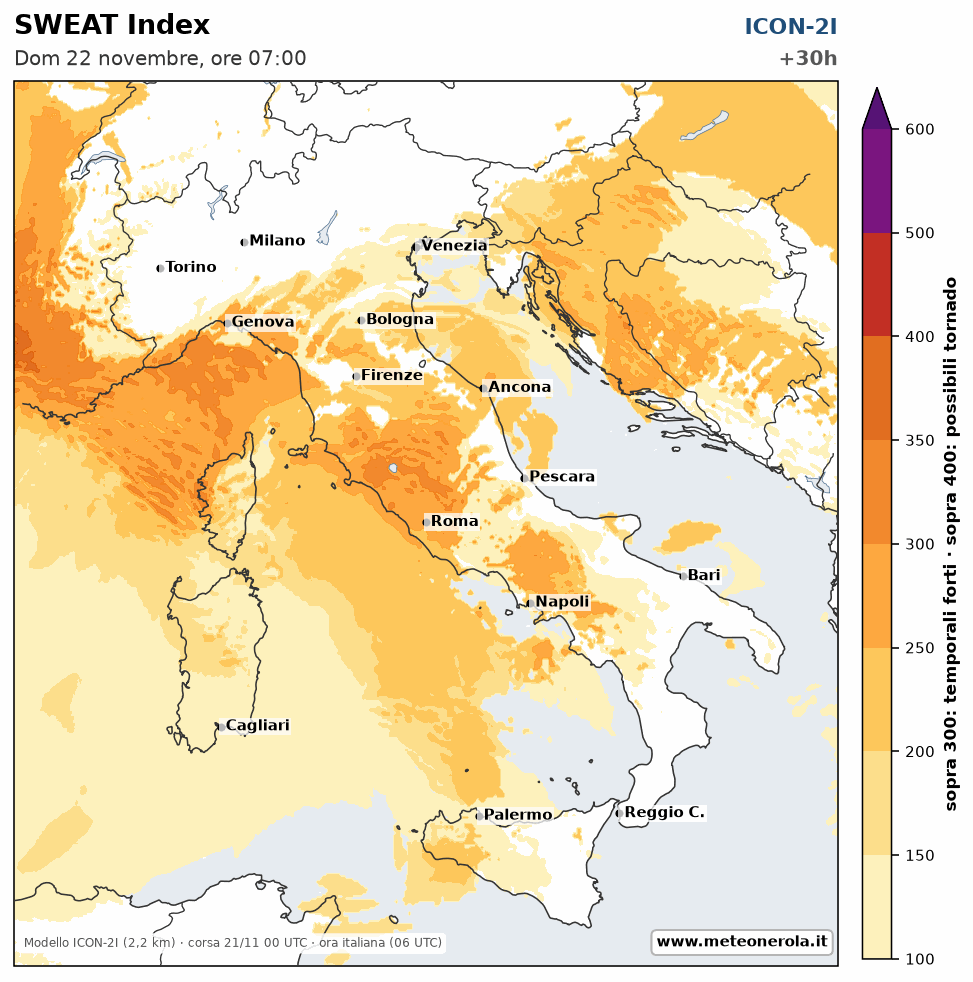 SWEAT Index
ICON-2I
Dom 22 novembre, ore 07:00
+30h
Milano
Venezia
Torino
Genova
Bologna
Firenze
Ancona
Pescara
Roma
Bari
Napoli
Cagliari
Palermo
Reggio C.
600
500
400
350
300
250
200
150
100
sopra 300: temporali forti · sopra 400: possibili tornado
Modello ICON-2I (2,2 km) · corsa 21/11 00 UTC · ora italiana (06 UTC)
www.meteonerola.it